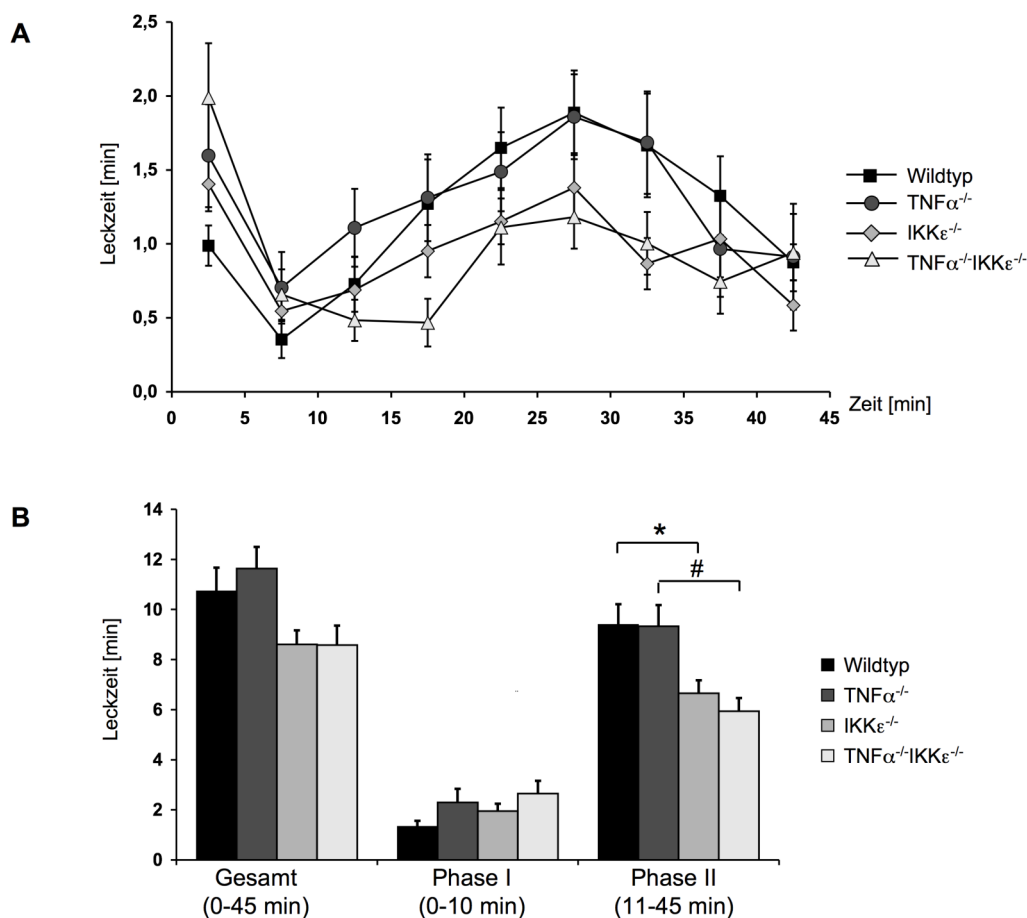 A
Leckzeit [min]
2,5
2,0
1,5
1,0
0,5
0,0
0 5 10 15 20 25 30 35 40 45
Zeit [min]
Wildtyp
TNFα⁻/⁻
IKKε⁻/⁻
TNFα⁻/⁻IKKε⁻/⁻
B
Leckzeit [min]
14
12
10
8
6
4
2
0
*
#
Gesamt
(0-45 min)
Phase I
(0-10 min)
Phase II
(11-45 min)
Wildtyp
TNFα⁻/⁻
IKKε⁻/⁻
TNFα⁻/⁻IKKε⁻/⁻